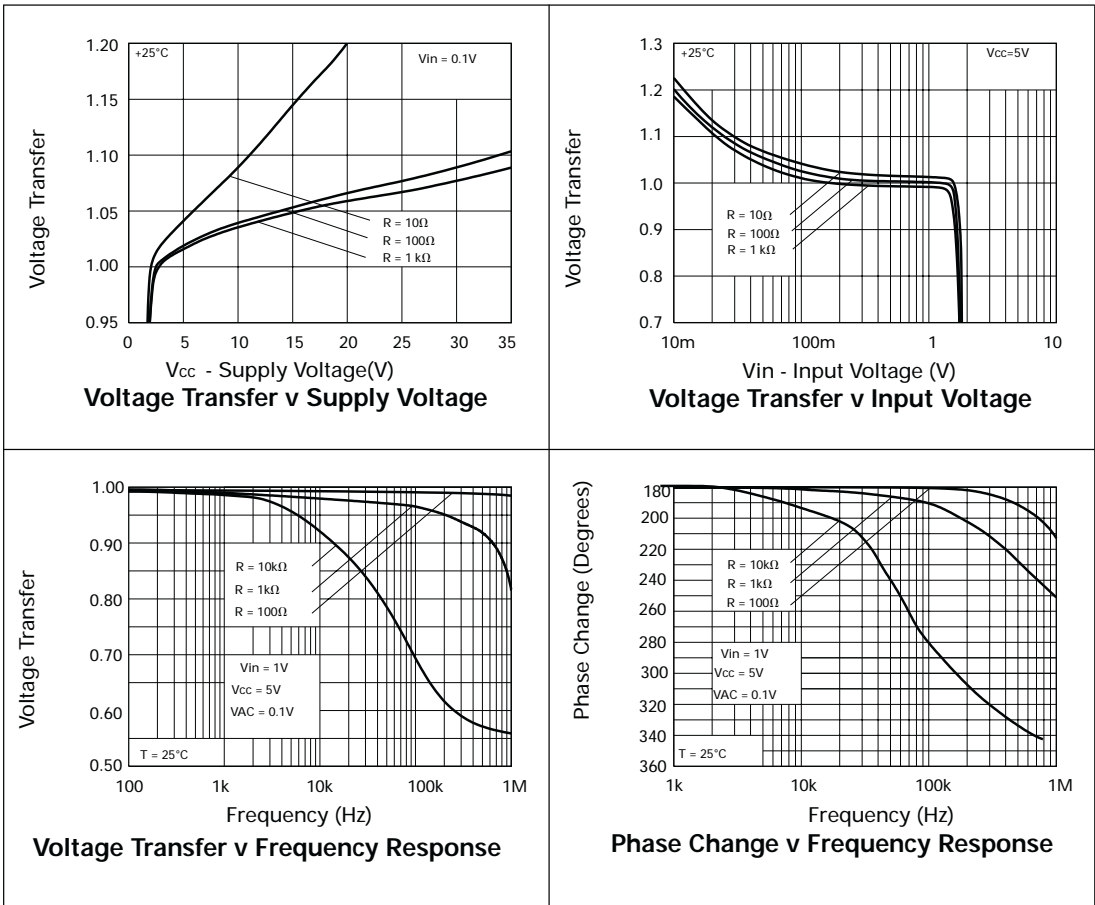 1.20
1.15
1.10
1.05
1.00
0.95
+25°C
Vin = 0.1V
R = 10Ω
R = 100Ω
R = 1 kΩ
0 5 10 15 20 25 30 35
Voltage Transfer
Vcc - Supply Voltage(V)
Voltage Transfer v Supply Voltage
1.3
1.2
1.1
1.0
0.9
0.8
0.7
+25°C
Vcc=5V
R = 10Ω
R = 100Ω
R = 1 kΩ
10m 100m 1 10
Voltage Transfer
Vin - Input Voltage (V)
Voltage Transfer v Input Voltage
1.00
0.90
0.80
0.70
0.60
0.50
R = 10kΩ
R = 1kΩ
R = 100Ω
Vin = 1V
Vcc = 5V
VAC = 0.1V
T = 25°C
100 1k 10k 100k 1M
Voltage Transfer
Frequency (Hz)
Voltage Transfer v Frequency Response
180
200
220
240
260
280
300
320
340
360
R = 10kΩ
R = 1kΩ
R = 100Ω
Vin = 1V
Vcc = 5V
VAC = 0.1V
T = 25°C
1k 10k 100k 1M
Phase Change (Degrees)
Frequency (Hz)
Phase Change v Frequency Response